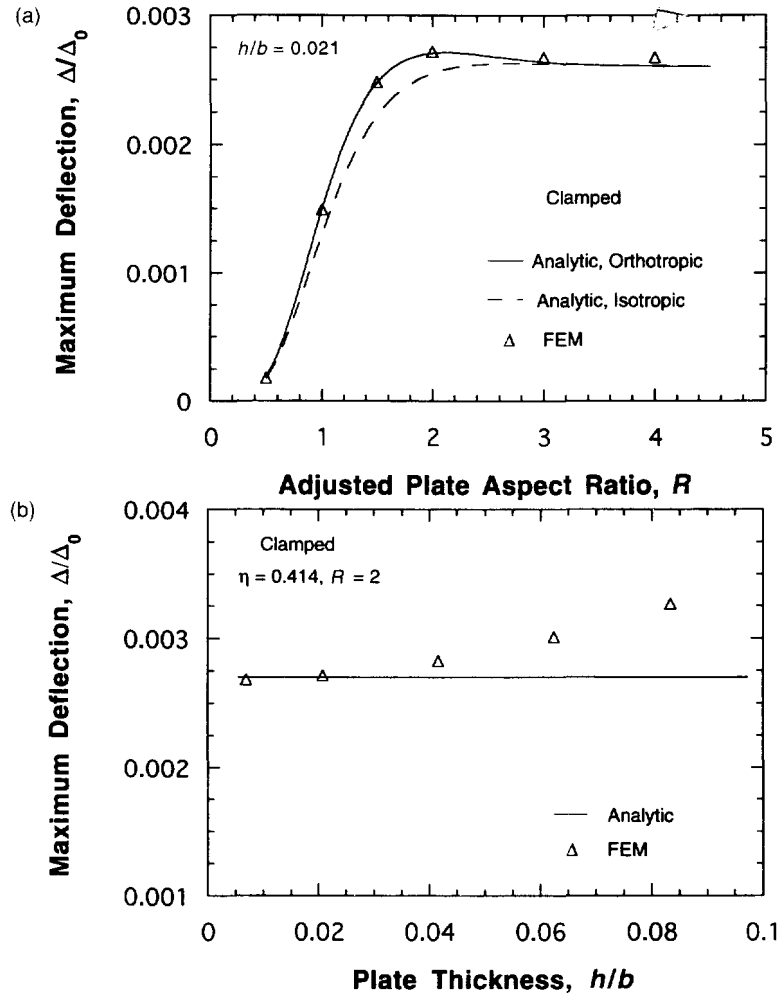 (a)
0.003
h/b = 0.021
0.002
0.001
0
Maximum Deflection, Δ/Δ₀
Clamped
Analytic, Orthotropic
Analytic, Isotropic
FEM
0 1 2 3 4 5
Adjusted Plate Aspect Ratio, R
(b)
0.004
Clamped
η = 0.414, R = 2
0.003
0.002
0.001
Maximum Deflection, Δ/Δ₀
Analytic
FEM
0 0.02 0.04 0.06 0.08 0.1
Plate Thickness, h/b